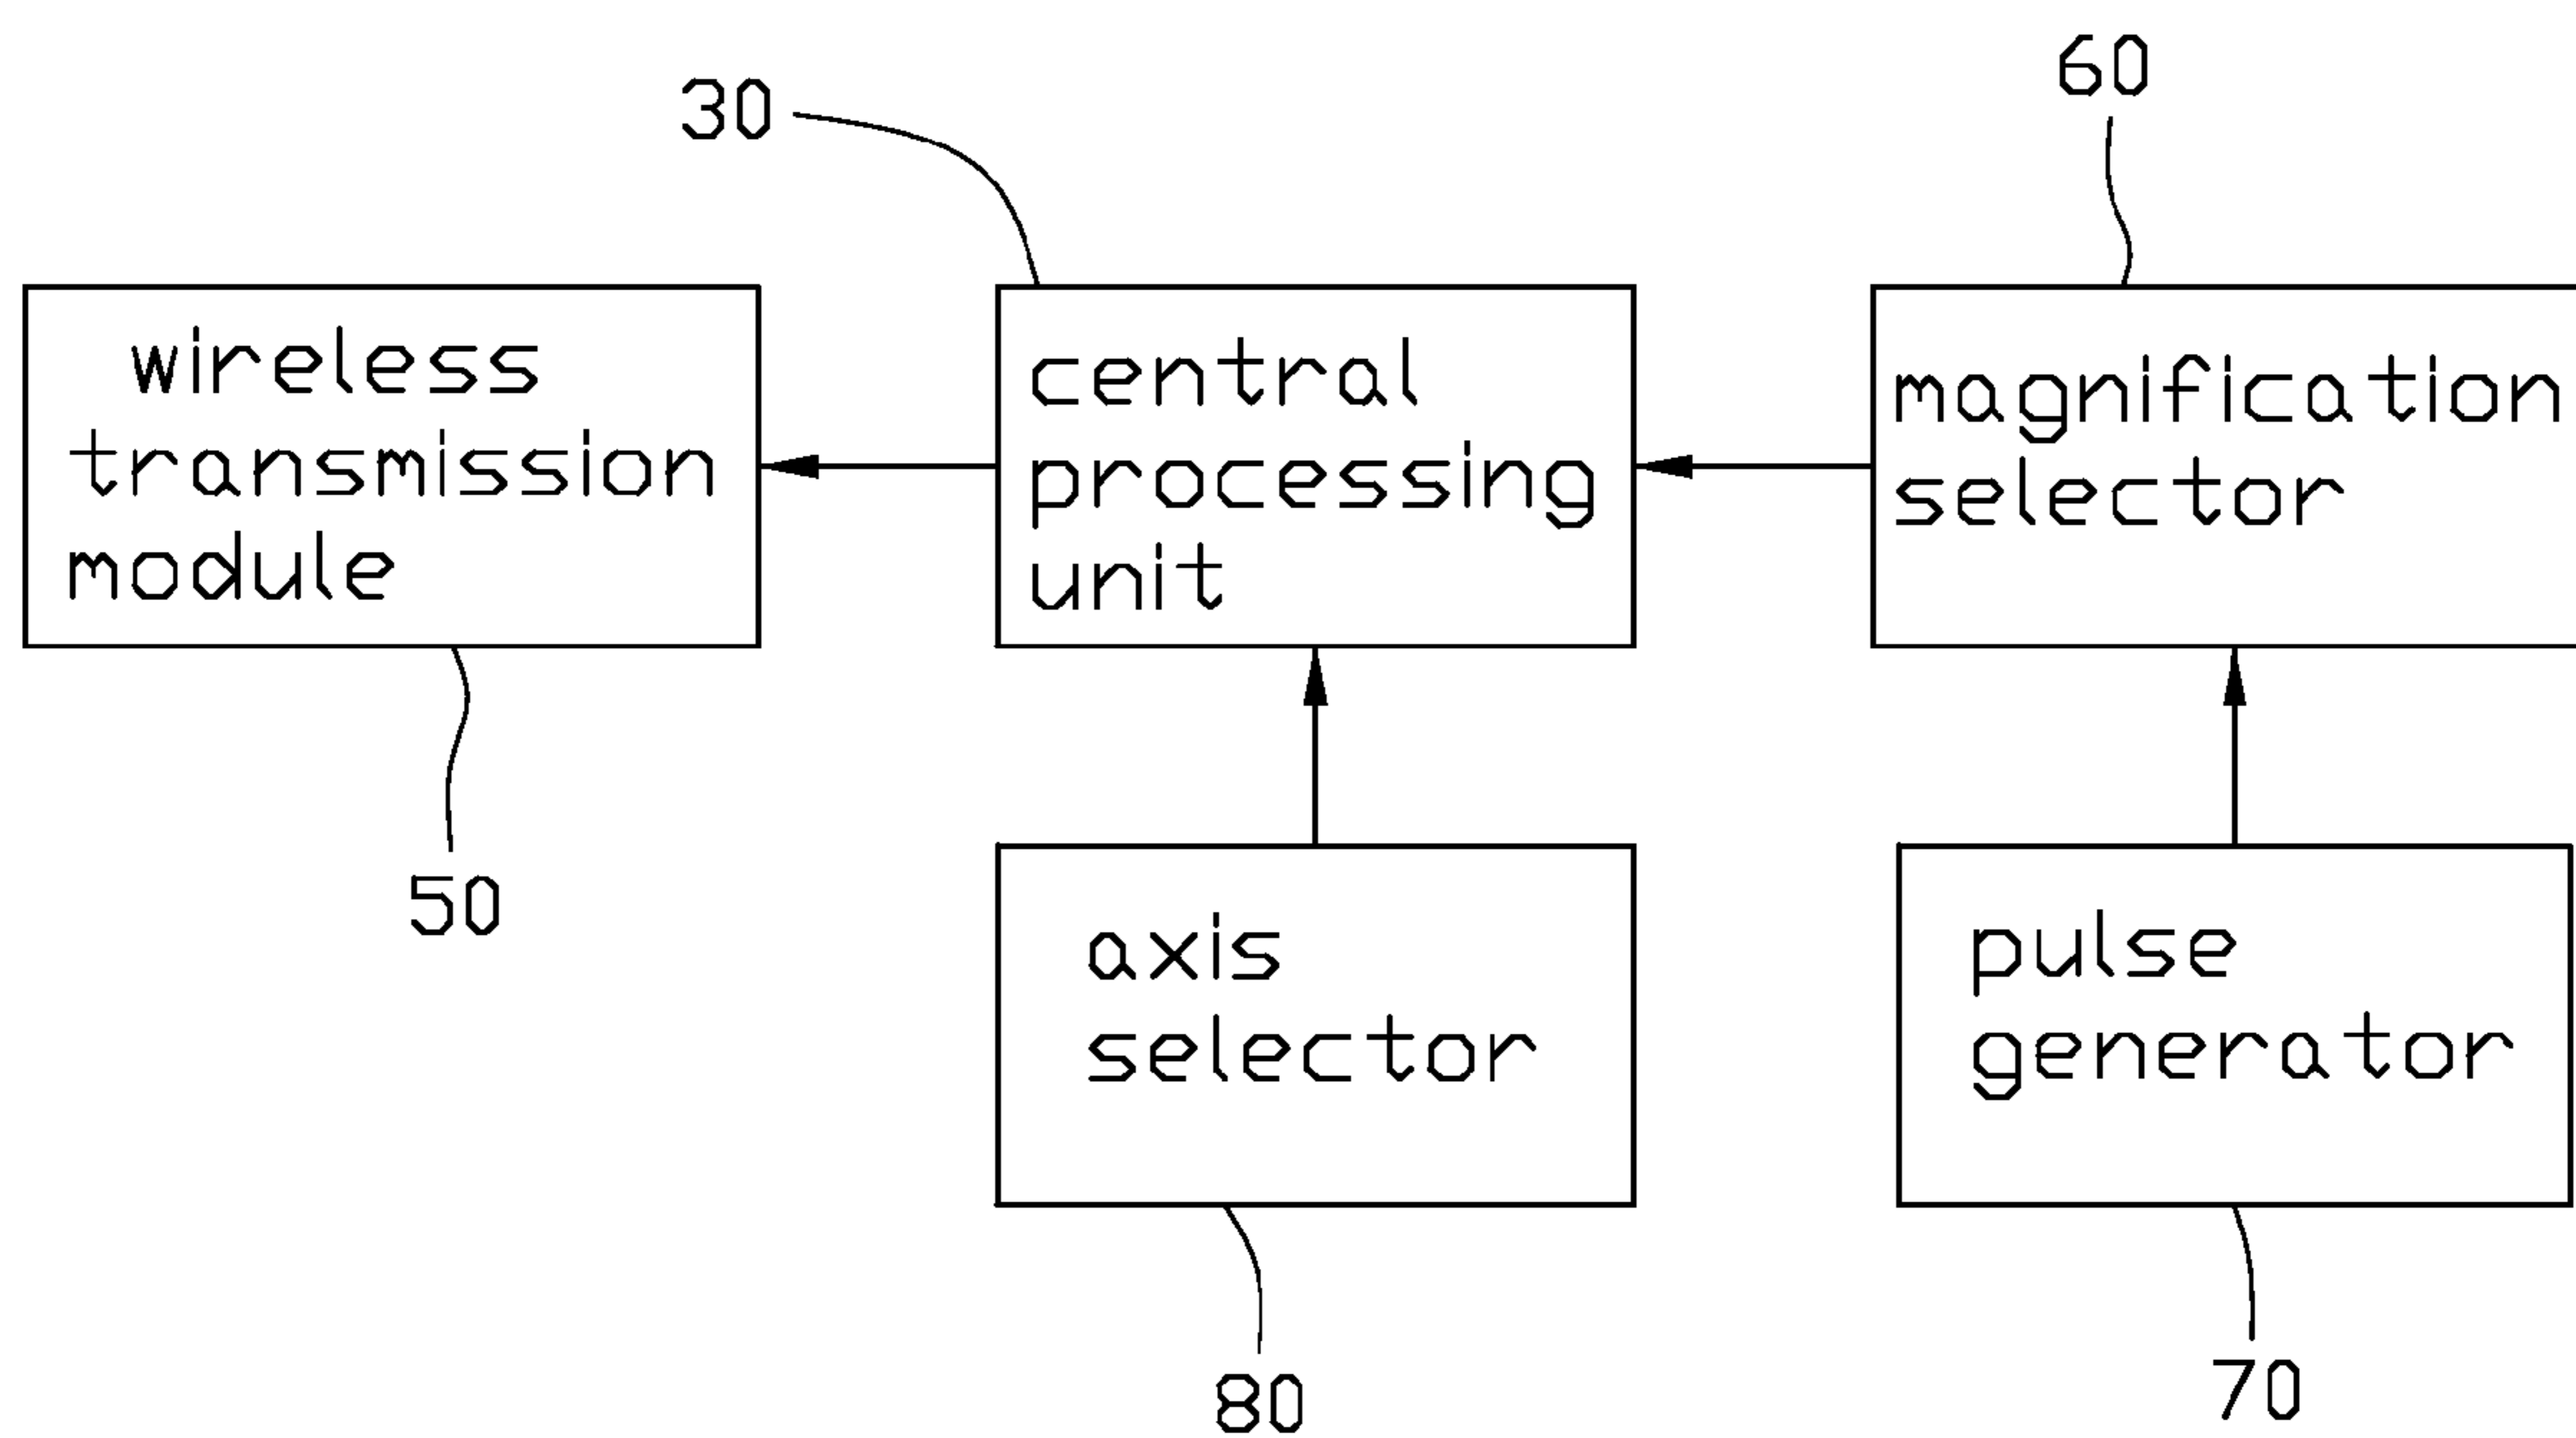 30
60
wireless
transmission
module
central
processing
unit
magnification
selector
50
axis
selector
pulse
generator
80
70